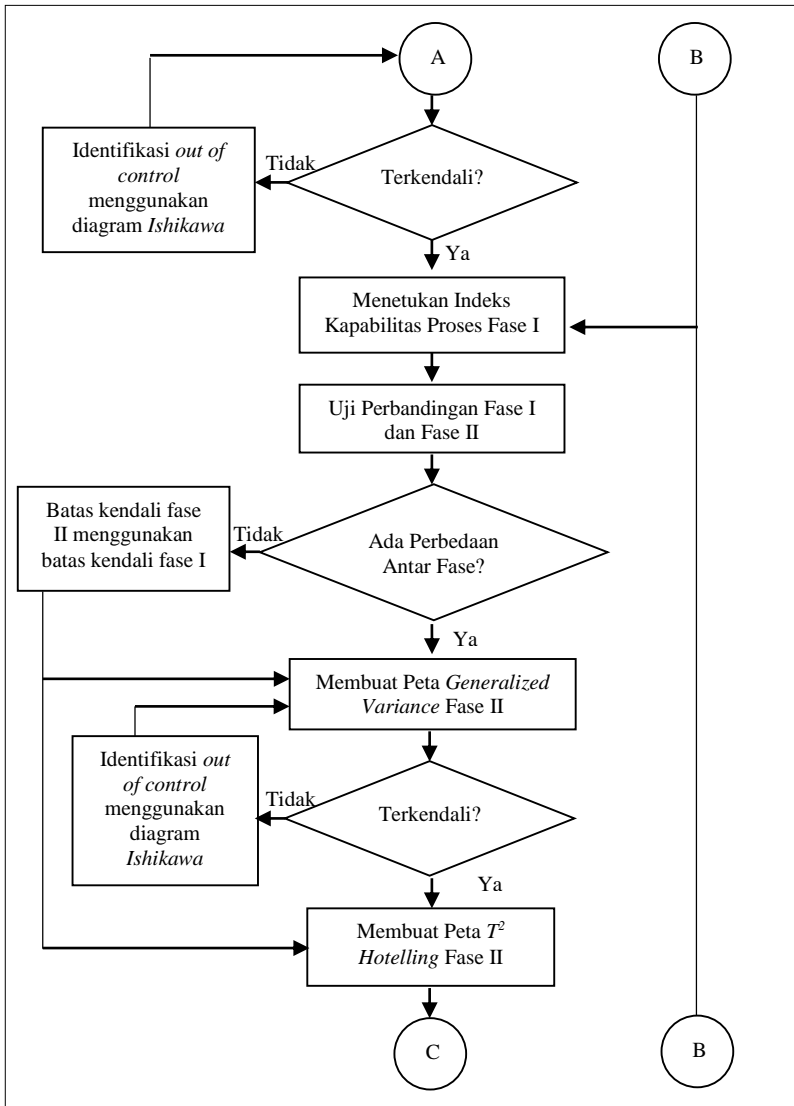 A
B
Identifikasi out of
control
menggunakan
diagram Ishikawa
Tidak
Terkendali?
Ya
Menetukan Indeks
Kapabilitas Proses Fase I
Uji Perbandingan Fase I
dan Fase II
Batas kendali fase
II menggunakan
batas kendali fase I
Tidak
Ada Perbedaan
Antar Fase?
Ya
Membuat Peta Generalized
Variance Fase II
Identifikasi out
of control
menggunakan
diagram
Ishikawa
Tidak
Terkendali?
Ya
Membuat Peta T²
Hotelling Fase II
C
B